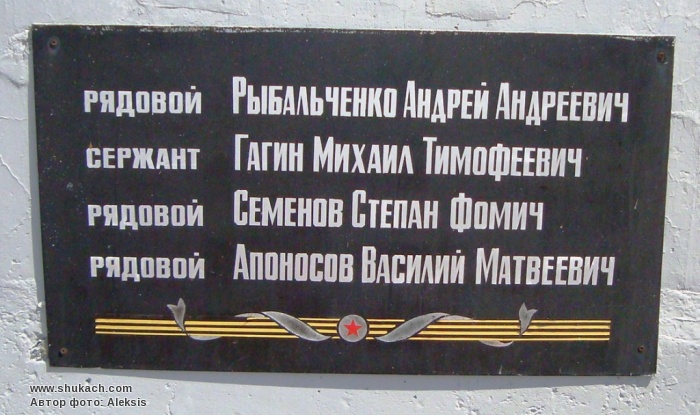 РЯДОВОЙ РЫБАЛЬЧЕНКО АНДРЕЙ АНДРЕЕВИЧ
СЕРЖАНТ ГАГИН МИХАИЛ ТИМОФЕЕВИЧ
РЯДОВОЙ СЕМЕНОВ СТЕПАН ФОМИЧ
РЯДОВОЙ АПОНОСОВ ВАСИЛИЙ МАТВЕЕВИЧ
www.shukach.com
Автор фото: Aleksis